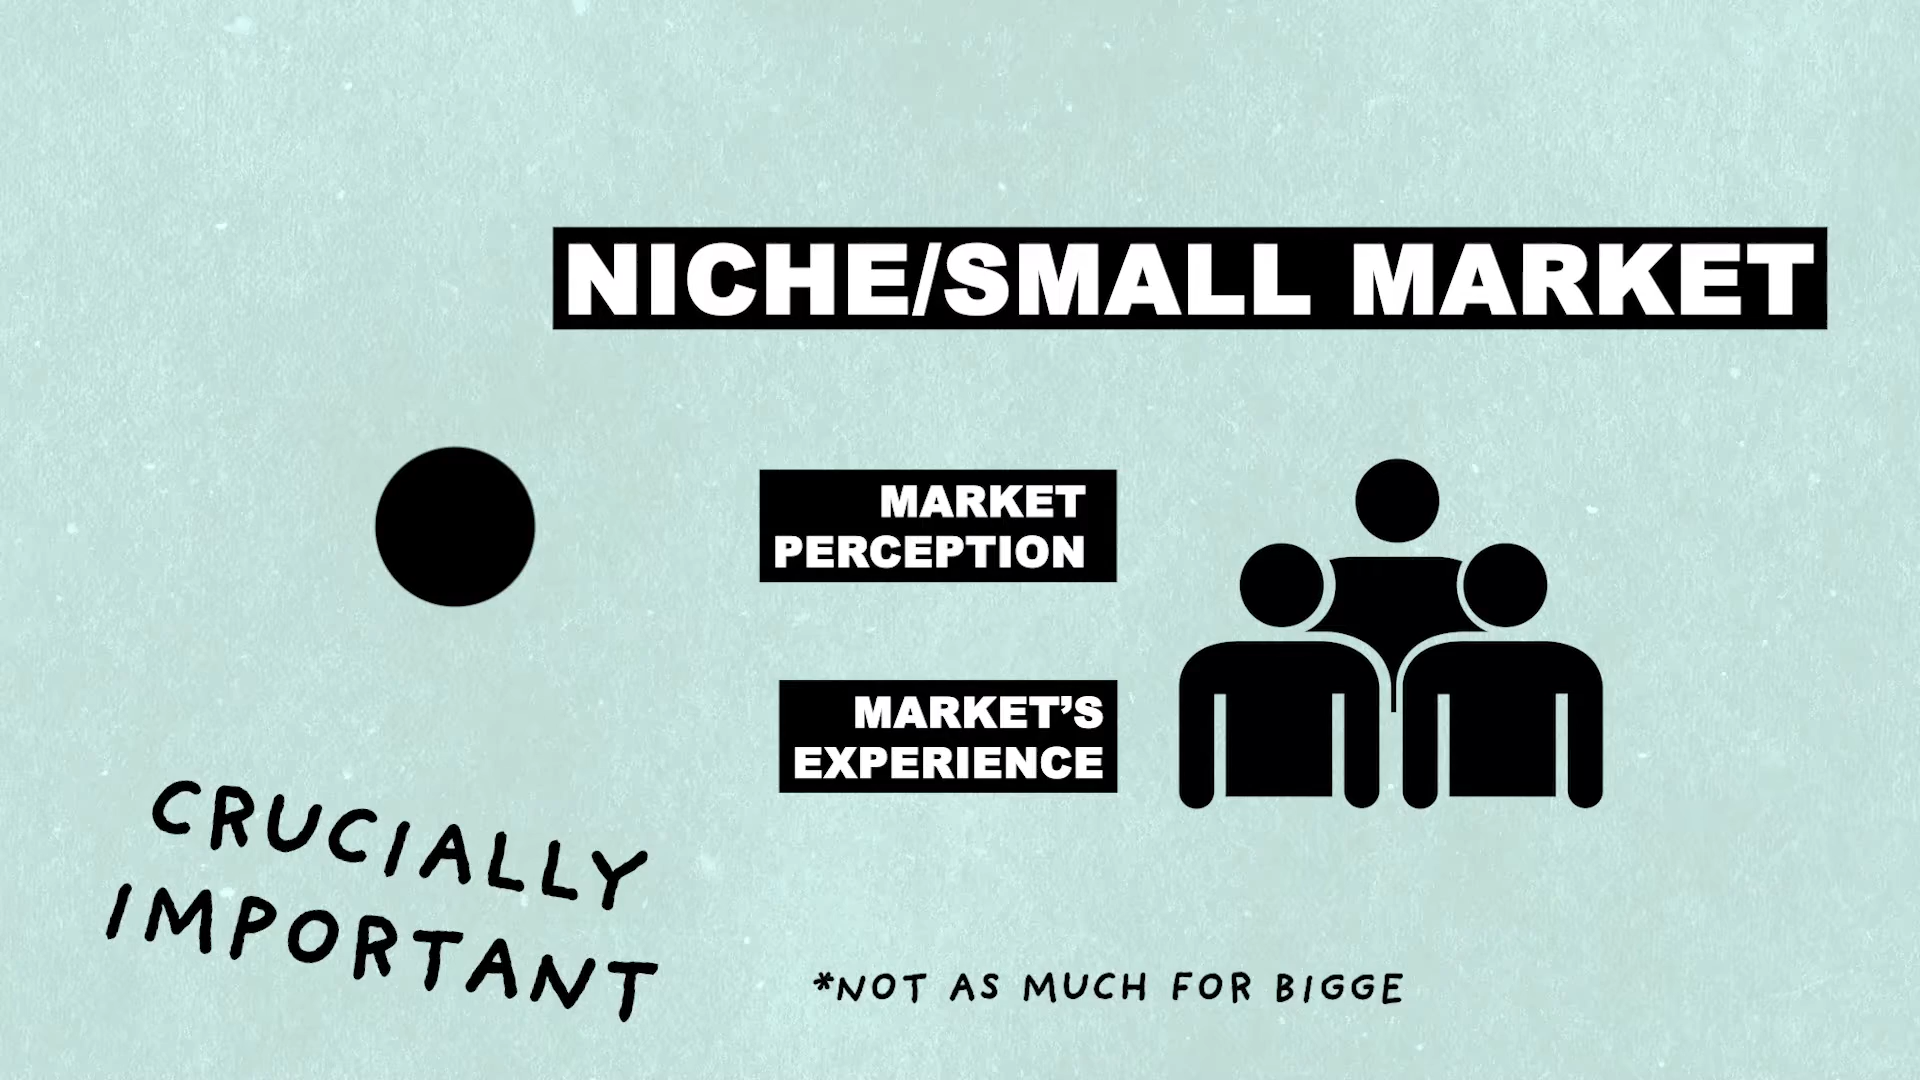 NICHE/SMALL MARKET
MARKET
PERCEPTION
MARKET'S
EXPERIENCE
CRUCIALLY
IMPORTANT
*NOT AS MUCH FOR BIGGE